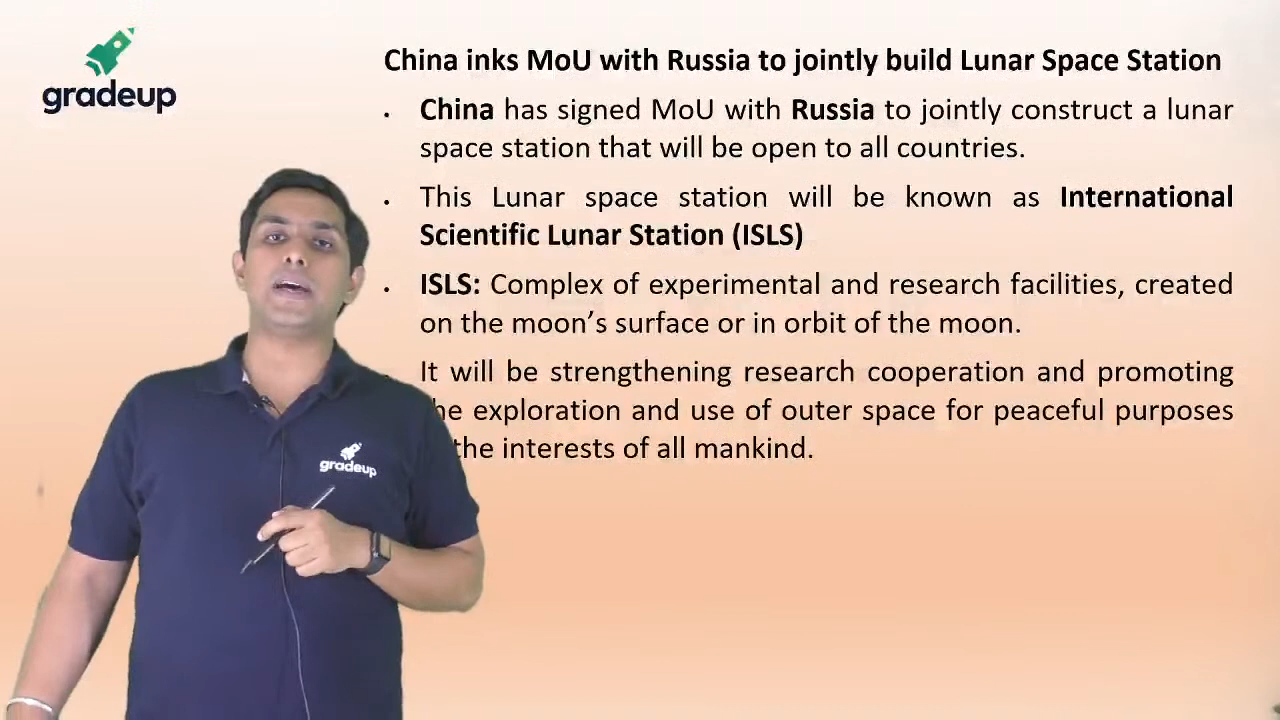 gradeup
China inks MoU with Russia to jointly build Lunar Space Station
• China has signed MoU with Russia to jointly construct a lunar
space station that will be open to all countries.
• This Lunar space station will be known as International
Scientific Lunar Station (ISLS)
• ISLS: Complex of experimental and research facilities, created
on the moon’s surface or in orbit of the moon.
It will be strengthening research cooperation and promoting
exploration and use of outer space for peaceful purposes
the interests of all mankind.
gradeup